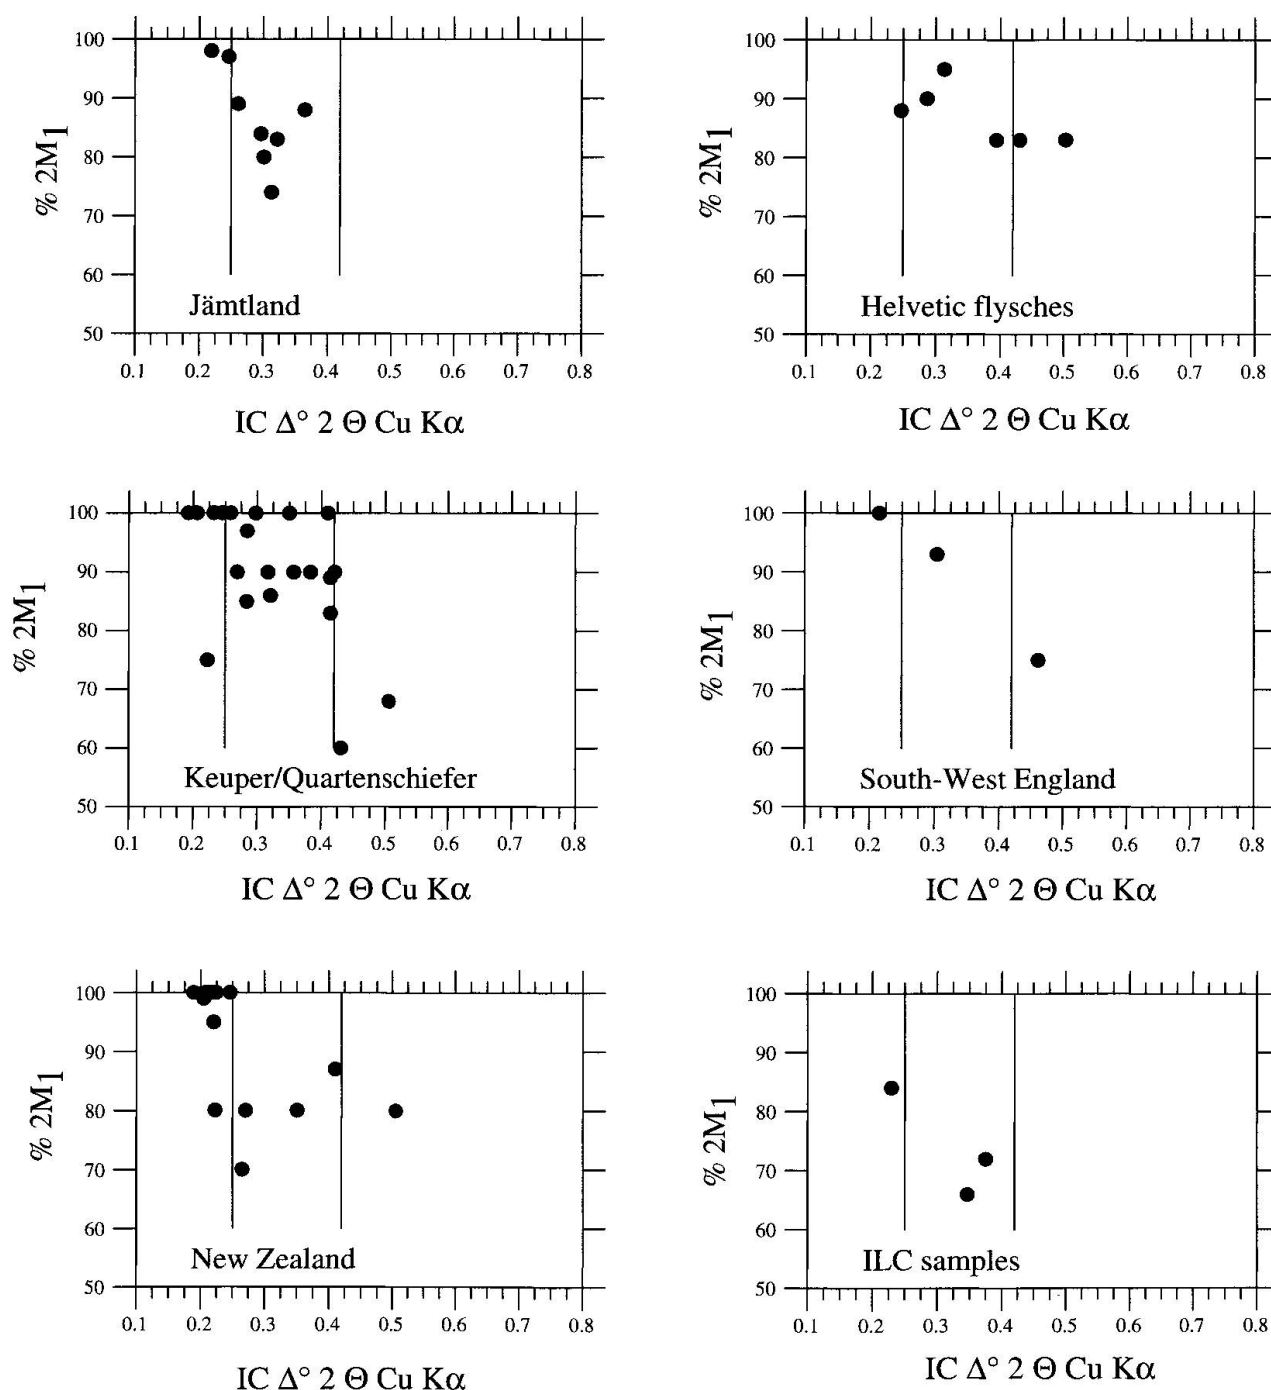 100
90
80
70
60
50
% 2M1
Jämtland
0.1 0.2 0.3 0.4 0.5 0.6 0.7 0.8
IC Δ° 2 Θ Cu Kα
100
90
80
70
60
50
% 2M1
Helvetic flysches
0.1 0.2 0.3 0.4 0.5 0.6 0.7 0.8
IC Δ° 2 Θ Cu Kα
100
90
80
70
60
50
% 2M1
Keuper/Quartenschiefer
0.1 0.2 0.3 0.4 0.5 0.6 0.7 0.8
IC Δ° 2 Θ Cu Kα
100
90
80
70
60
50
% 2M1
South-West England
0.1 0.2 0.3 0.4 0.5 0.6 0.7 0.8
IC Δ° 2 Θ Cu Kα
100
90
80
70
60
50
% 2M1
New Zealand
0.1 0.2 0.3 0.4 0.5 0.6 0.7 0.8
IC Δ° 2 Θ Cu Kα
100
90
80
70
60
50
% 2M1
ILC samples
0.1 0.2 0.3 0.4 0.5 0.6 0.7 0.8
IC Δ° 2 Θ Cu Kα